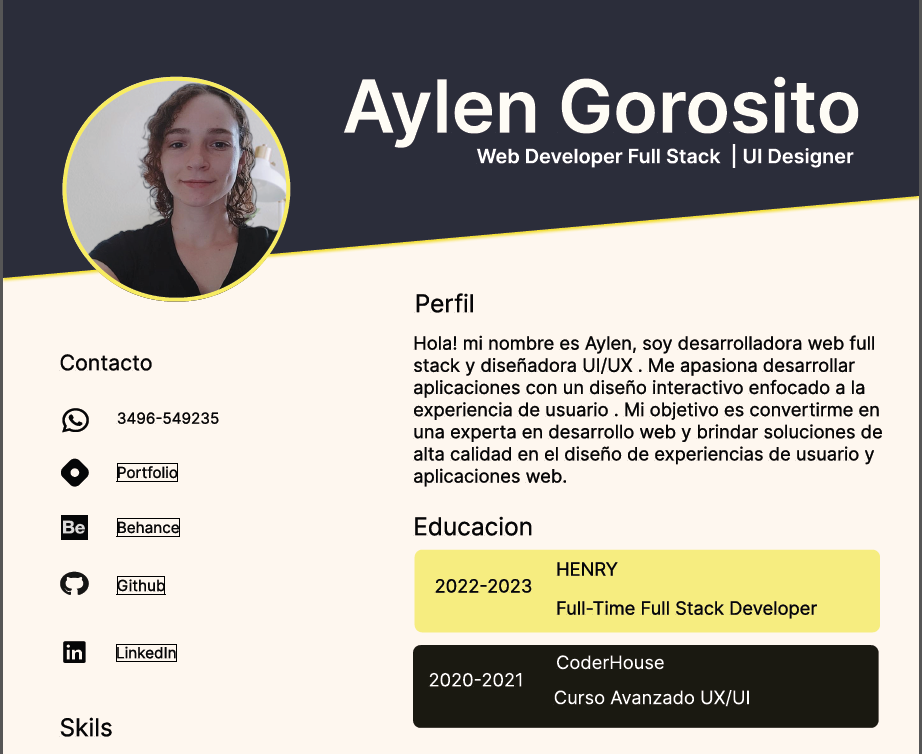 Aylen Gorosito
Web Developer Full Stack | UI Designer
Contacto
3496-549235
Portfolio
Be
Behance
Github
in
LinkedIn
Skils
Perfil
Hola! mi nombre es Aylen, soy desarrolladora web full
stack y diseñadora UI/UX . Me apasiona desarrollar
aplicaciones con un diseño interactivo enfocado a la
experiencia de usuario . Mi objetivo es convertirme en
una experta en desarrollo web y brindar soluciones de
alta calidad en el diseño de experiencias de usuario y
aplicaciones web.
Educacion
2022-2023
HENRY
Full-Time Full Stack Developer
2020-2021
CoderHouse
Curso Avanzado UX/UI